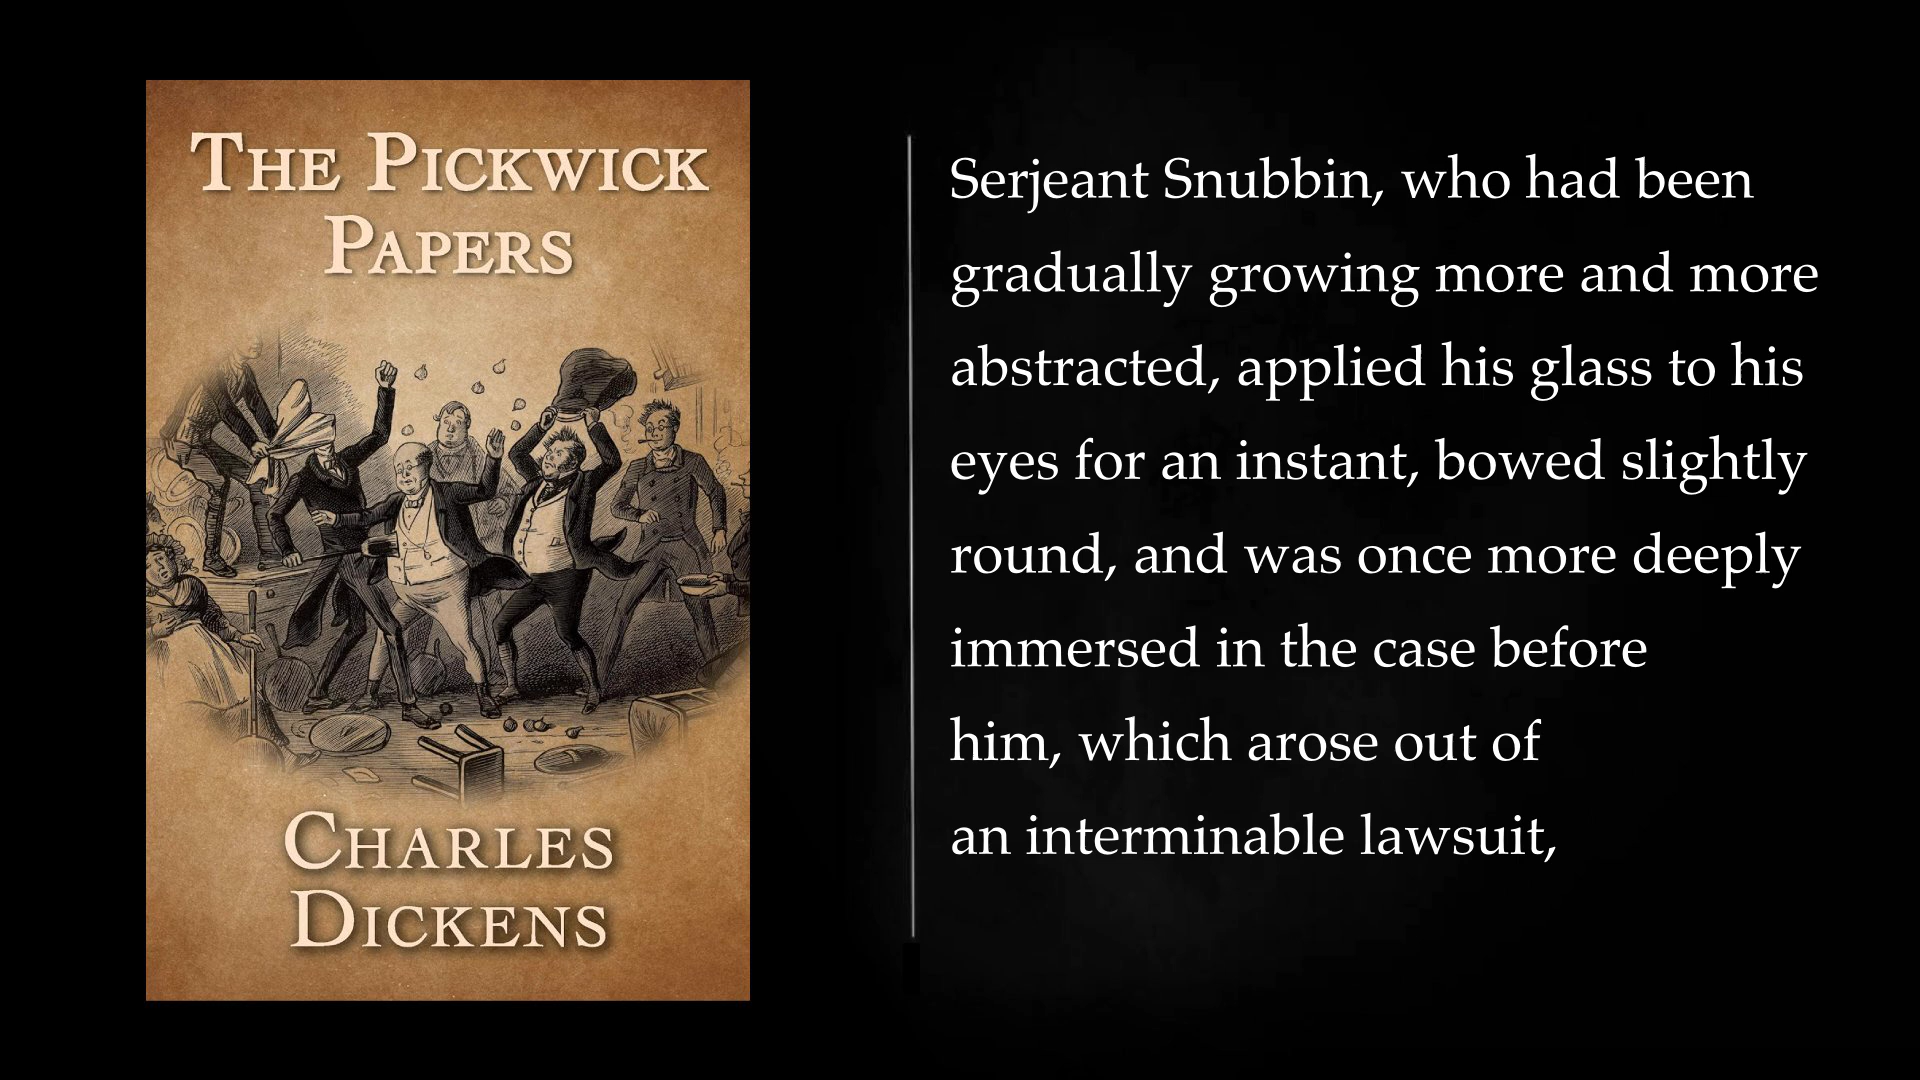 THE PICKWICK
PAPERS
CHARLES
DICKENS
Serjeant Snubbin, who had been
gradually growing more and more
abstracted, applied his glass to his
eyes for an instant, bowed slightly
round, and was once more deeply
immersed in the case before
him, which arose out of
an interminable lawsuit,